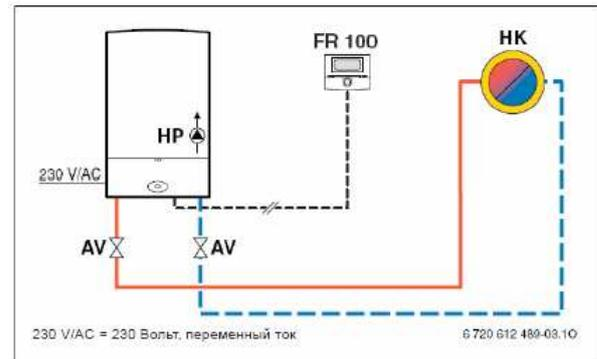 FR 100
HK
HP
230 V/AC
AV
AV
230 V/AC = 230 Вольт, переменный ток
6 720 612 489-03.1O